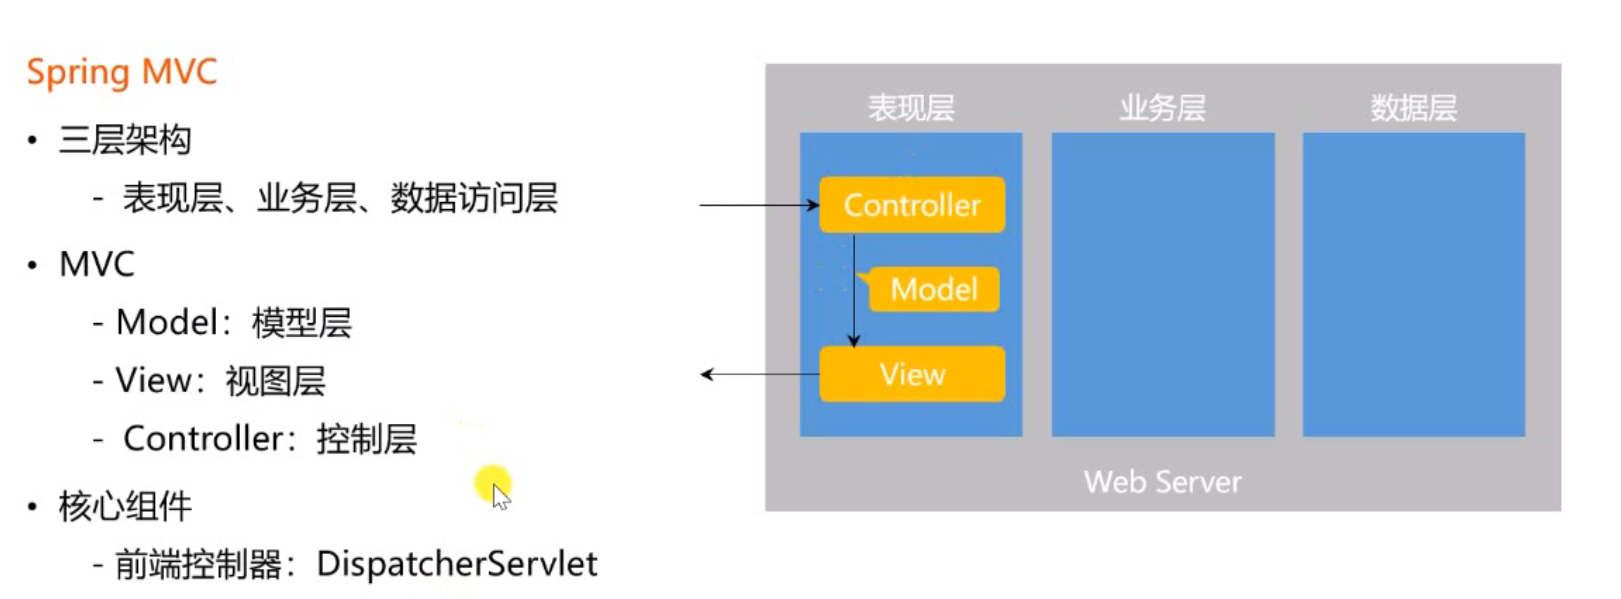 Spring MVC
• 三层架构
- 表现层、业务层、数据访问层
• MVC
- Model：模型层
- View：视图层
- Controller：控制层
• 核心组件
- 前端控制器：DispatcherServlet
表现层 业务层 数据层
Controller
Model
View
Web Server